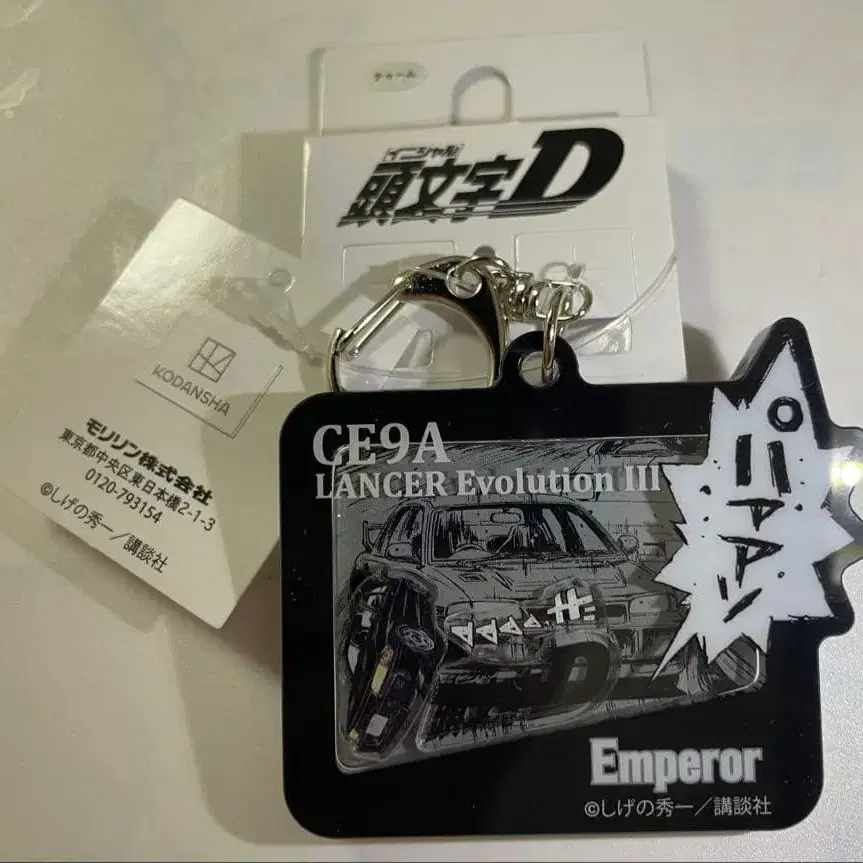 チャーム
イニシャル
頭文字D
KODANSHA
モリリン株式会社
東京都中央区東日本橋2-1-3
0120-793154
©しげの秀一/講談社
CE9A
LANCER Evolution III
パァァン
Emperor
©しげの秀一/講談社